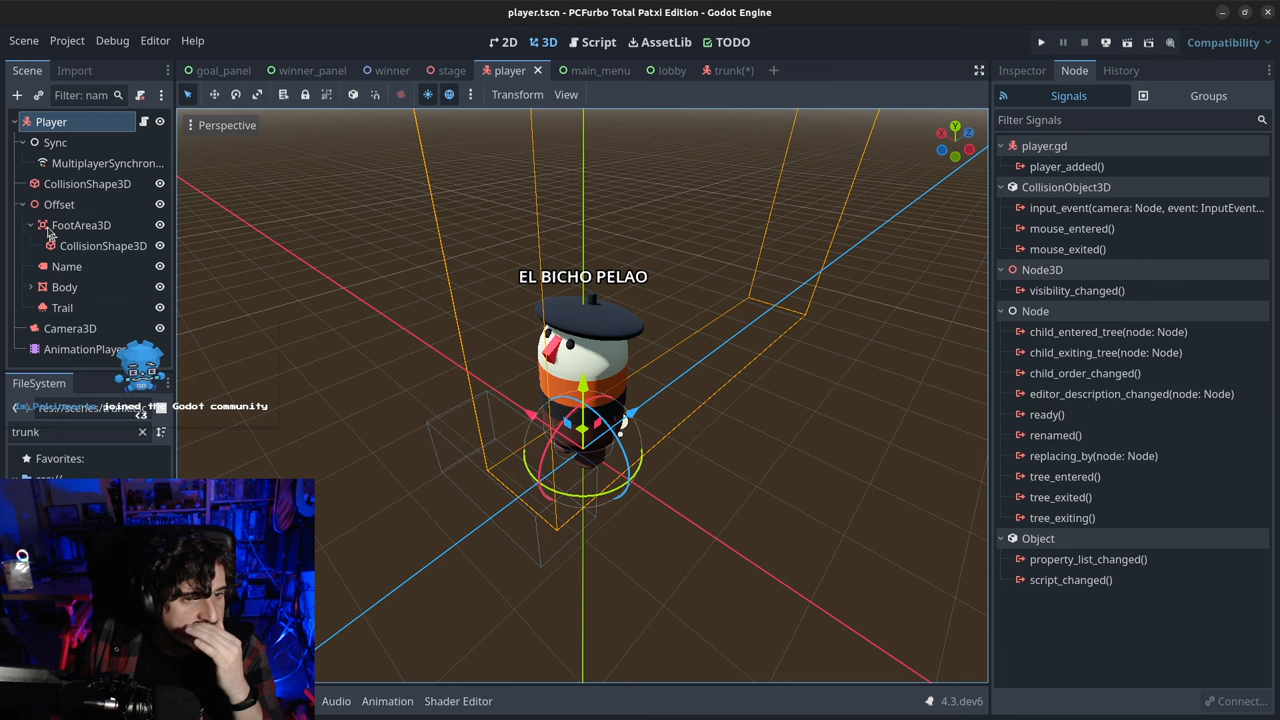 player.tscn - PCFurbo Total Patxi Edition - Godot Engine
Scene Project Debug Editor Help
2D 3D Script AssetLib TODO
Compatibility
Scene Import
goal_panel winner_panel winner stage player main_menu lobby trunk(*)
Inspector Node History
Filter: nam
Transform View
Signals Groups
Filter Signals
Perspective
Y
X
Z
Player
Sync
MultiplayerSynchron...
CollisionShape3D
Offset
FootArea3D
CollisionShape3D
Name
Body
Trail
Camera3D
AnimationPlayer
EL BICHO PELAO
player.gd
player_added()
CollisionObject3D
input_event(camera: Node, event: InputEvent...
mouse_entered()
mouse_exited()
Node3D
visibility_changed()
Node
child_entered_tree(node: Node)
child_exiting_tree(node: Node)
child_order_changed()
editor_description_changed(node: Node)
ready()
renamed()
replacing_by(node: Node)
tree_entered()
tree_exited()
tree_exiting()
Object
property_list_changed()
script_changed()
FileSystem
joined the Godot community
<3
trunk
Favorites:
Audio Animation Shader Editor
4.3.dev6
Connect...